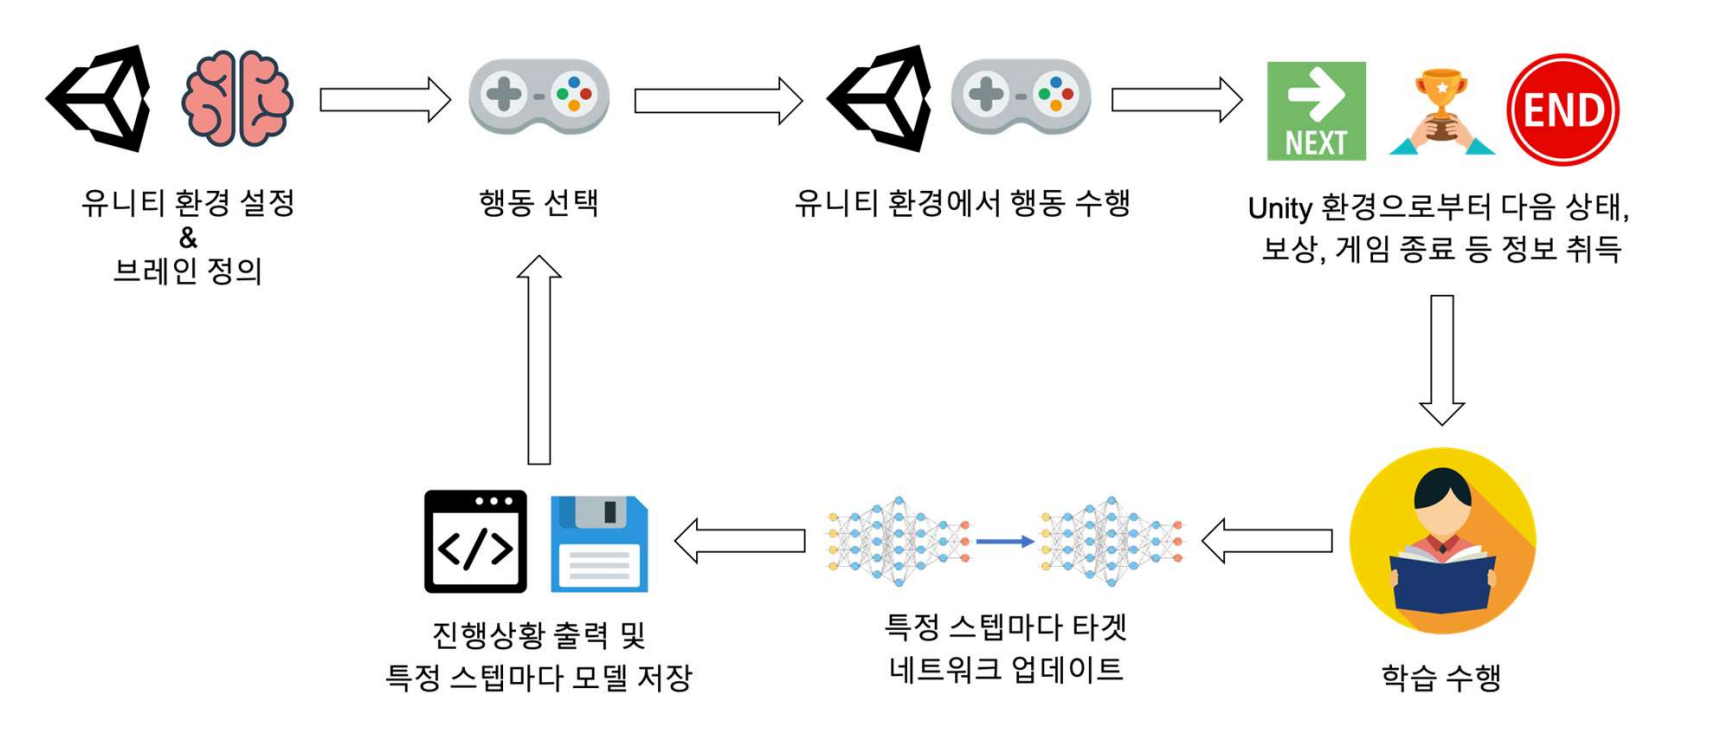 유니티 환경 설정
&
브레인 정의
행동 선택
유니티 환경에서 행동 수행
NEXT
END
Unity 환경으로부터 다음 상태,
보상, 게임 종료 등 정보 취득
</>
진행상황 출력 및
특정 스텝마다 모델 저장
특정 스텝마다 타겟
네트워크 업데이트
학습 수행